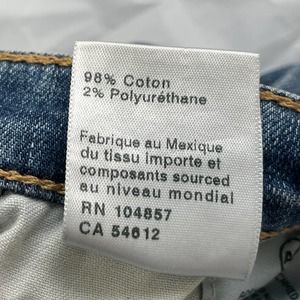 98% Coton
2% Polyuréthane
Fabrique au Mexique
du tissu importe et
composants sourced
au niveau mondial
RN 104857
CA 54612